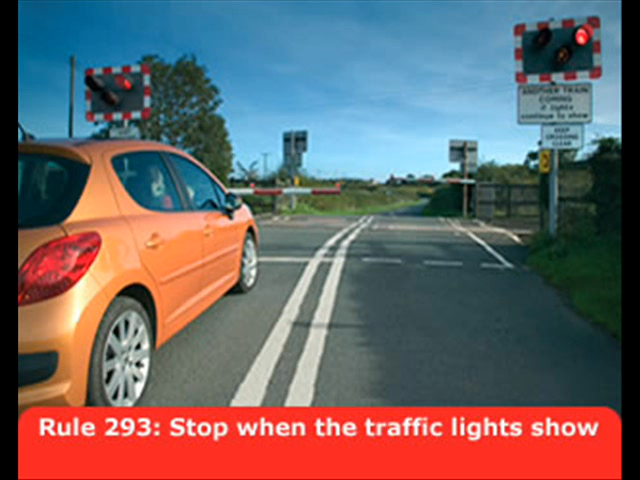 ANOTHER TRAIN
COMING
if lights
continue to show
KEEP
CROSSING
CLEAR
Rule 293: Stop when the traffic lights show